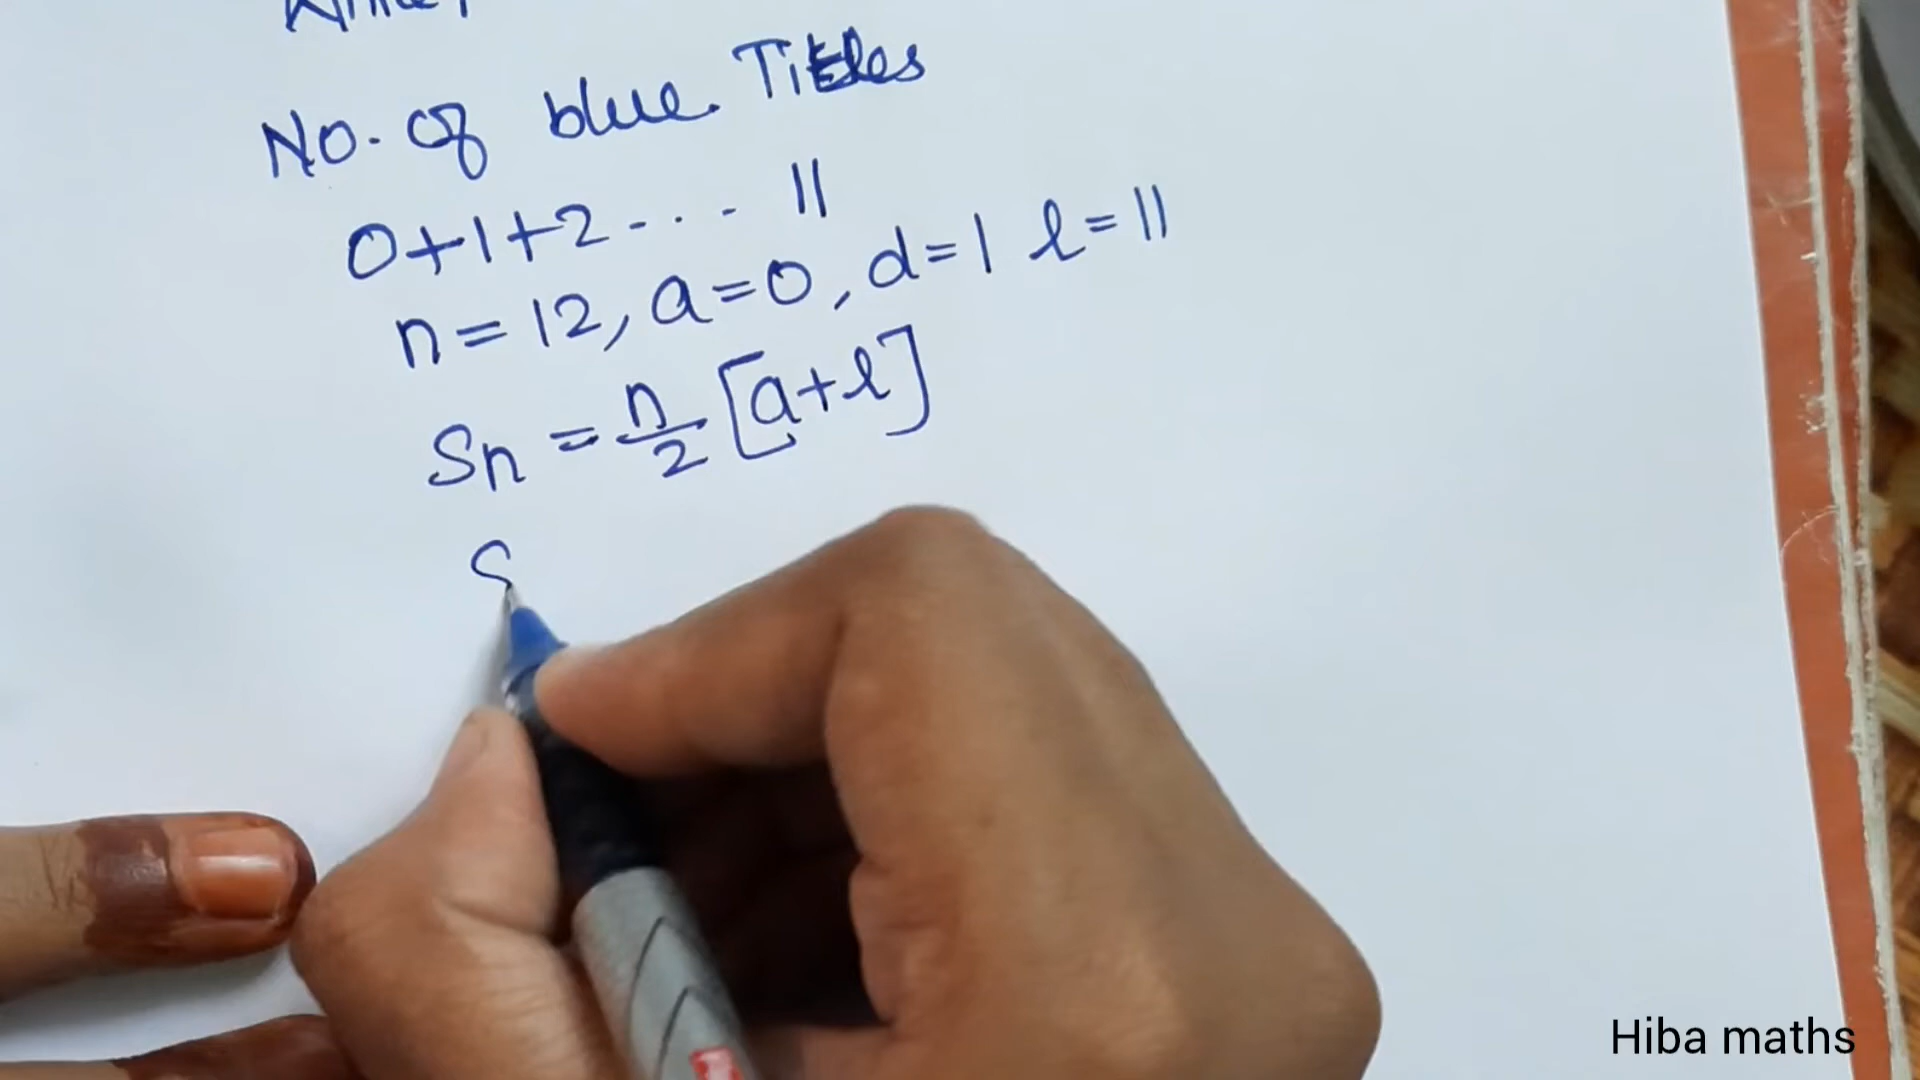 No. of blue Tiles
0+1+2---- 11
n=12, a=0, d=1 l=11
Sn = n/2 [a+l]
S
Hiba maths